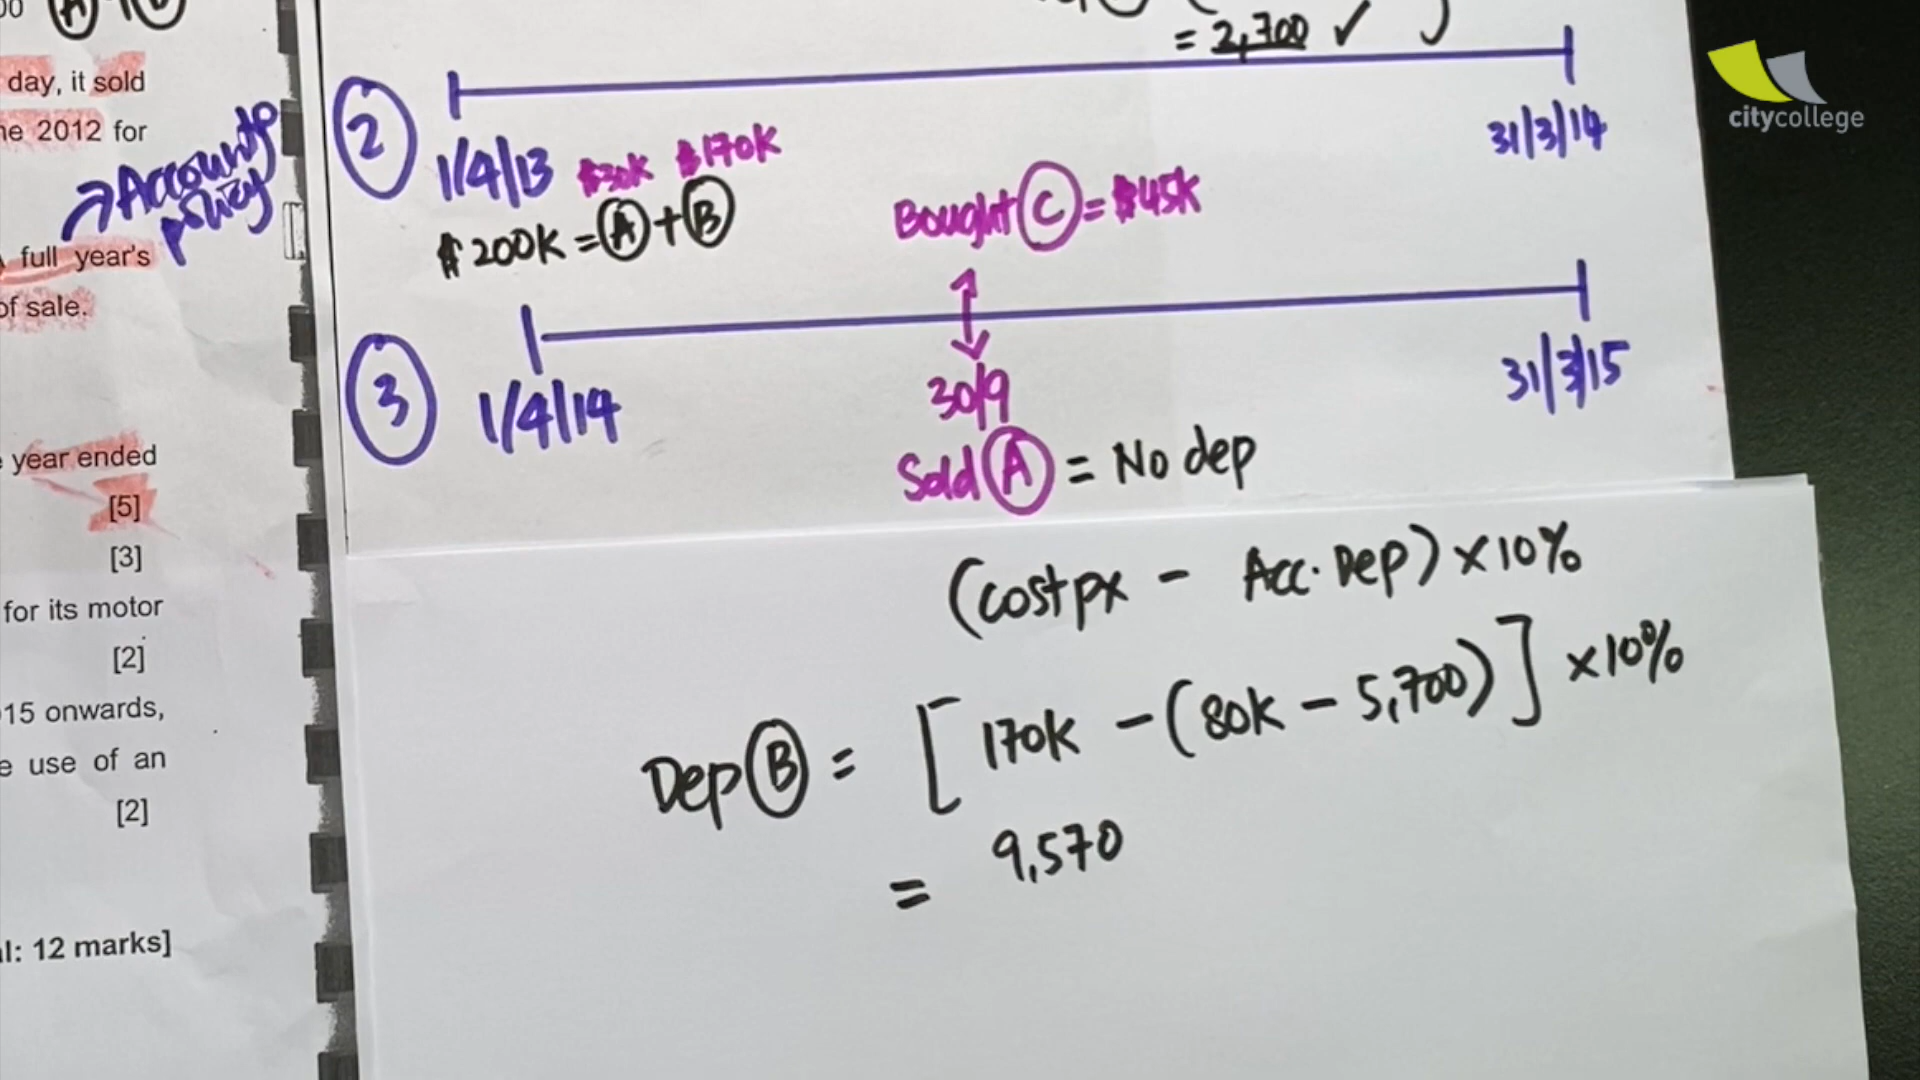 = 2,700 ✓
day, it sold
2012 for
→ Accounts policy
full year's
of sale.
year ended
[5]
[3]
for its motor
[2]
15 onwards,
use of an
[2]
12 marks]
2
1/4/13
$30K $170K
$200K = A + B
31/3/14
Bought C = $45K
3
1/4/14
30/9
31/3/15
Sold A = No dep
(cost px - Acc. Dep) × 10%
Dep B = [170K - (80K - 5,700)] × 10%
= 9,570
citycollege